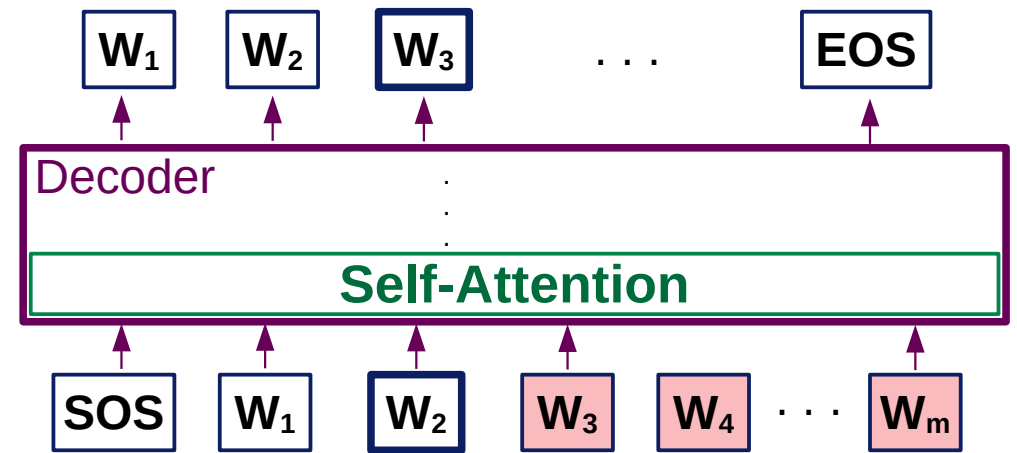 W₁ W₂ W₃ . . . EOS
Decoder
.
.
.
Self-Attention
SOS W₁ W₂ W₃ W₄ . . . Wₘ